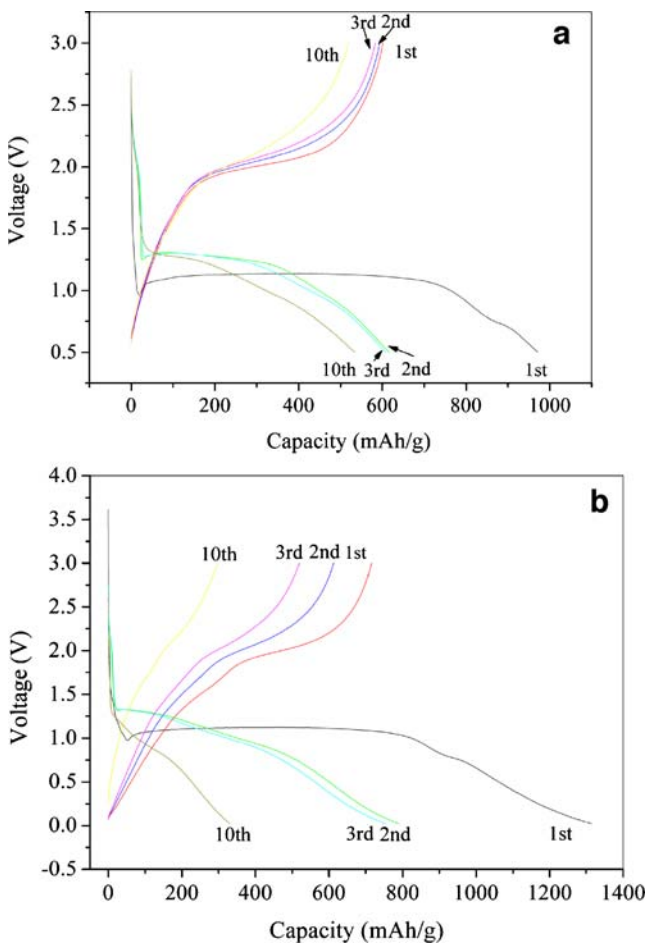 a
3rd 2nd
10th
1st
3.0
2.5
2.0
1.5
1.0
0.5
Voltage (V)
10th
3rd
2nd
1st
0 200 400 600 800 1000
Capacity (mAh/g)
b
4.0
3.5
3.0
2.5
2.0
1.5
1.0
0.5
0.0
-0.5
Voltage (V)
10th
3rd 2nd 1st
10th
3rd 2nd
1st
0 200 400 600 800 1000 1200 1400
Capacity (mAh/g)